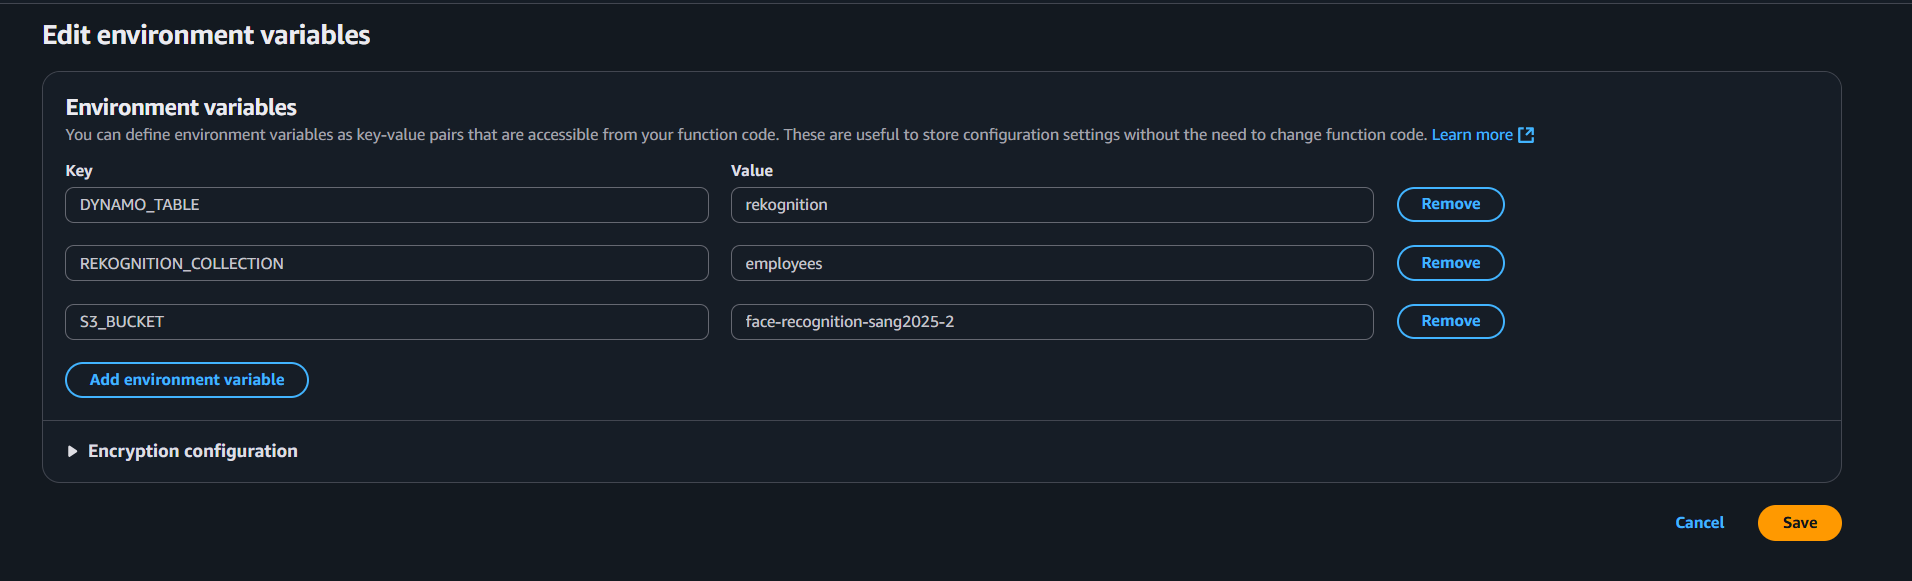 Edit environment variables
Environment variables
You can define environment variables as key-value pairs that are accessible from your function code. These are useful to store configuration settings without the need to change function code. Learn more
Key Value
DYNAMO_TABLE rekognition Remove
REKOGNITION_COLLECTION employees Remove
S3_BUCKET face-recognition-sang2025-2 Remove
Add environment variable
Encryption configuration
Cancel Save